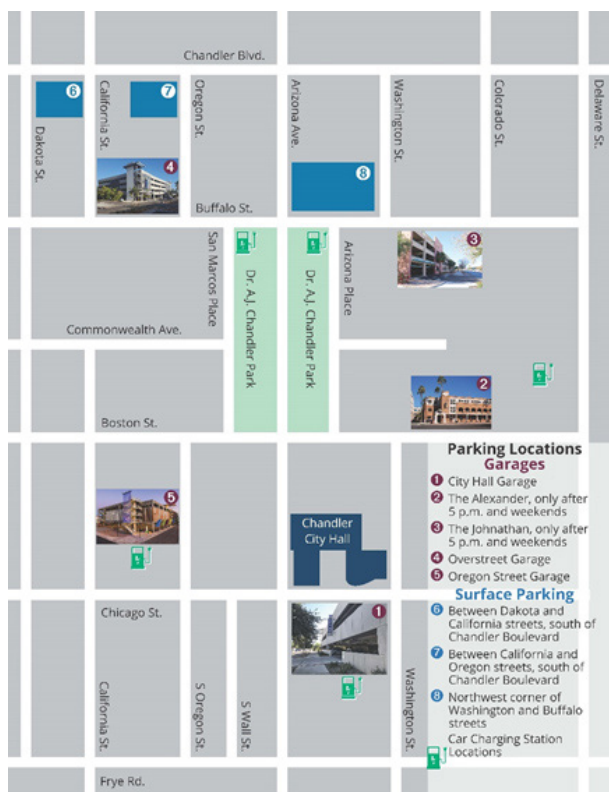 Chandler Blvd.
6
7
Dakota St.
California St.
Oregon St.
Arizona Ave.
Washington St.
Colorado St.
Delaware St.
4
8
Buffalo St.
San Marcos Place
Dr. A.J. Chandler Park
Dr. A.J. Chandler Park
Arizona Place
3
Commonwealth Ave.
2
Boston St.
5
Chandler
City Hall
Chicago St.
1
California St.
S Oregon St.
S Wall St.
Washington St.
Frye Rd.
Parking Locations
Garages
1 City Hall Garage
2 The Alexander, only after
5 p.m. and weekends
3 The Johnathan, only after
5 p.m. and weekends
4 Overstreet Garage
5 Oregon Street Garage
Surface Parking
6 Between Dakota and
California streets, south of
Chandler Boulevard
7 Between California and
Oregon streets, south of
Chandler Boulevard
8 Northwest corner of
Washington and Buffalo
streets
Car Charging Station
Locations